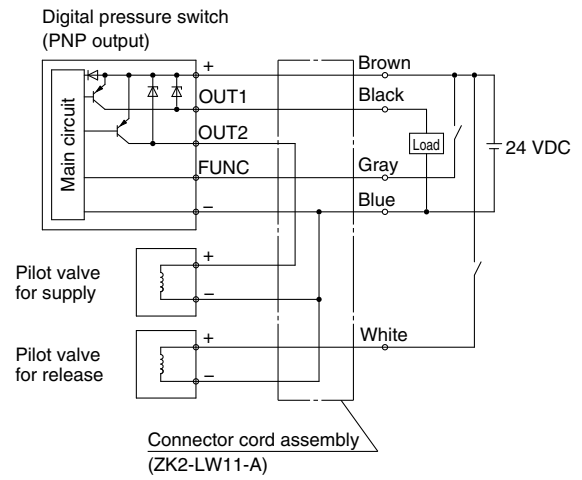 Digital pressure switch
(PNP output)
Main circuit
+
OUT1
OUT2
FUNC
−
Brown
Black
Gray
Blue
Load
24 VDC
Pilot valve
for supply
+
−
Pilot valve
for release
+
−
White
Connector cord assembly
(ZK2-LW11-A)